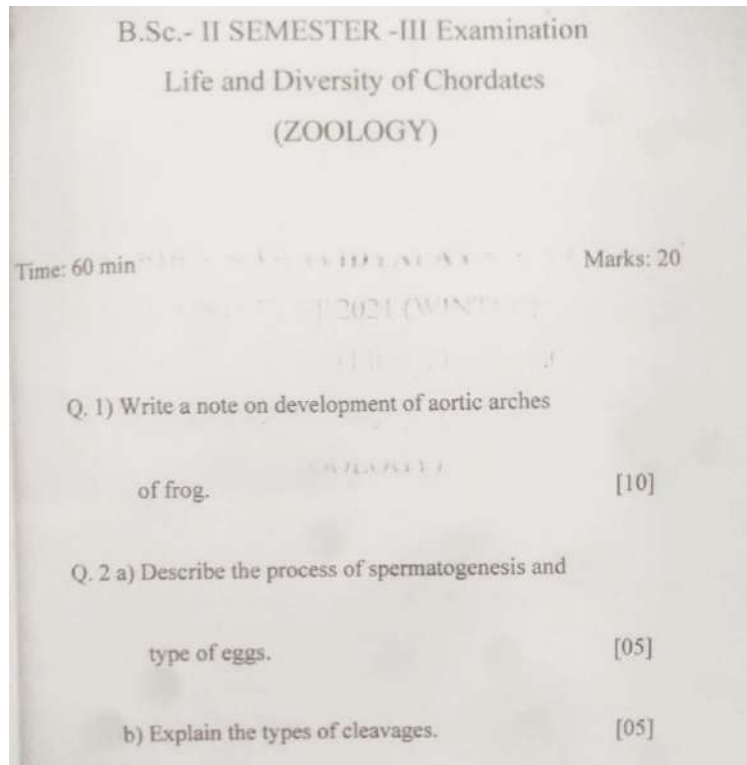 B.Sc.- II SEMESTER -III Examination
Life and Diversity of Chordates
(ZOOLOGY)
Time: 60 min Marks: 20
2021 (WINT
Q. 1) Write a note on development of aortic arches
of frog. [10]
Q. 2 a) Describe the process of spermatogenesis and
type of eggs. [05]
b) Explain the types of cleavages. [05]